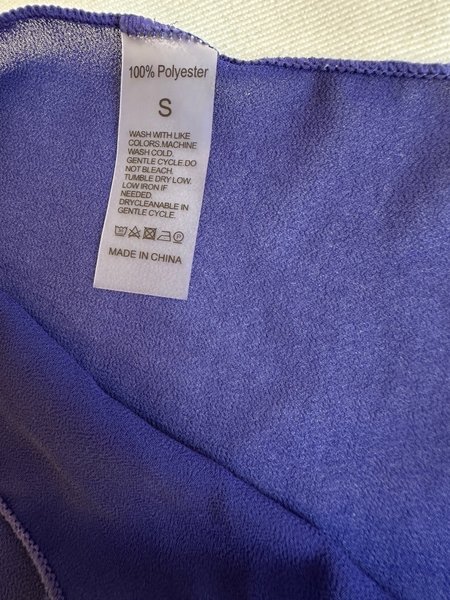 100% Polyester
S
WASH WITH LIKE
COLORS.MACHINE
WASH COLD.
GENTLE CYCLE.DO
NOT BLEACH.
TUMBLE DRY LOW.
LOW IRON IF
NEEDED.
DRYCLEANABLE IN
GENTLE CYCLE.
MADE IN CHINA